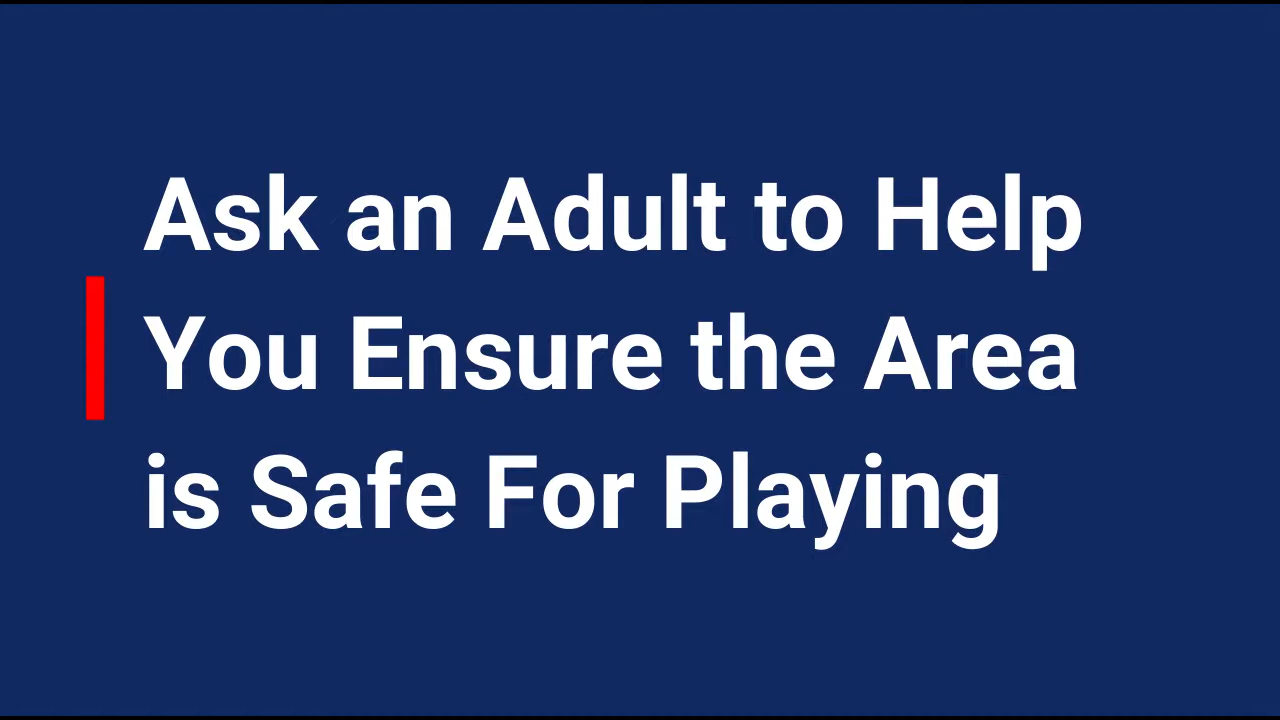 Ask an Adult to Help
You Ensure the Area
is Safe For Playing